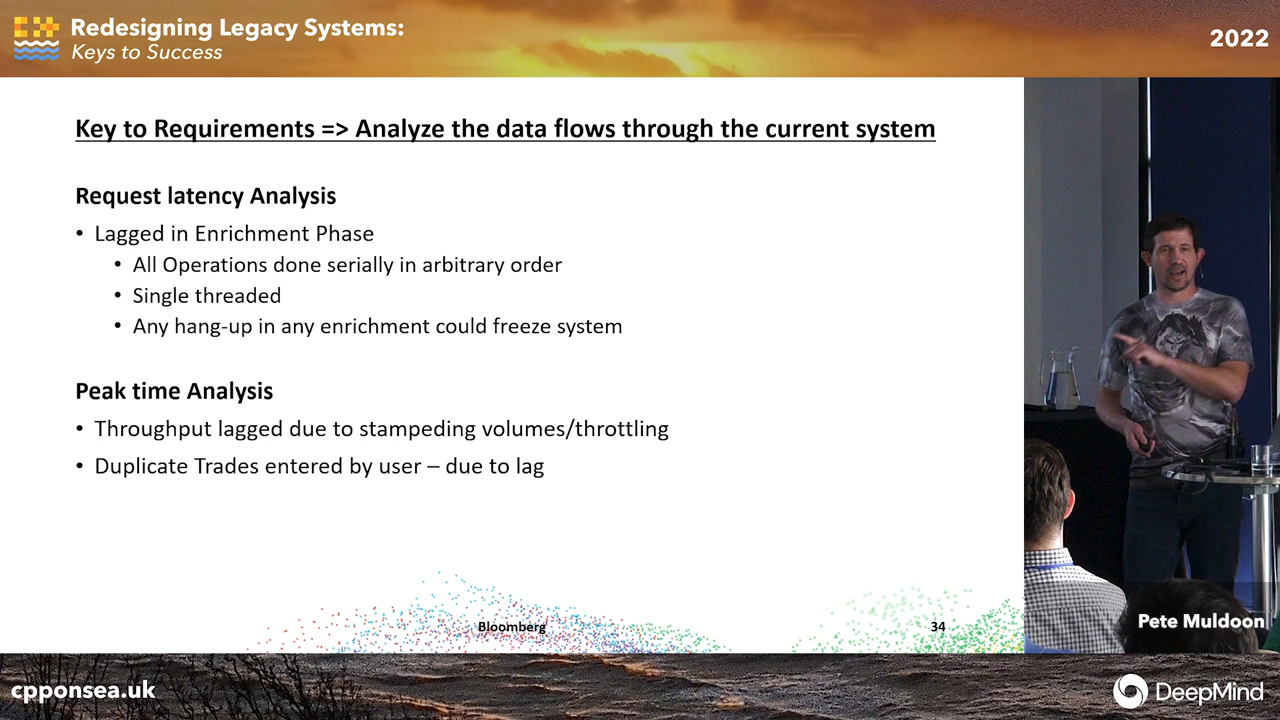 Redesigning Legacy Systems:
Keys to Success
2022
Key to Requirements => Analyze the data flows through the current system
Request latency Analysis
• Lagged in Enrichment Phase
• All Operations done serially in arbitrary order
• Single threaded
• Any hang-up in any enrichment could freeze system
Peak time Analysis
• Throughput lagged due to stampeding volumes/throttling
• Duplicate Trades entered by user – due to lag
Bloomberg
34
Pete Muldoon
cpponsea.uk
DeepMind